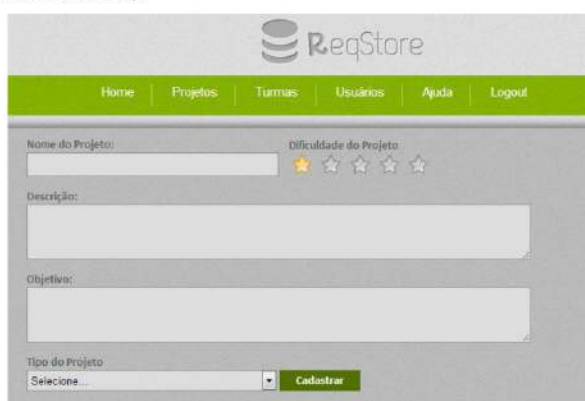 ReqStore
Home Projetos Turmas Usuários Ajuda Logout
Nome do Projeto: Dificuldade do Projeto
Descrição:
Objetivo:
Tipo do Projeto
Selecione... Cadastrar